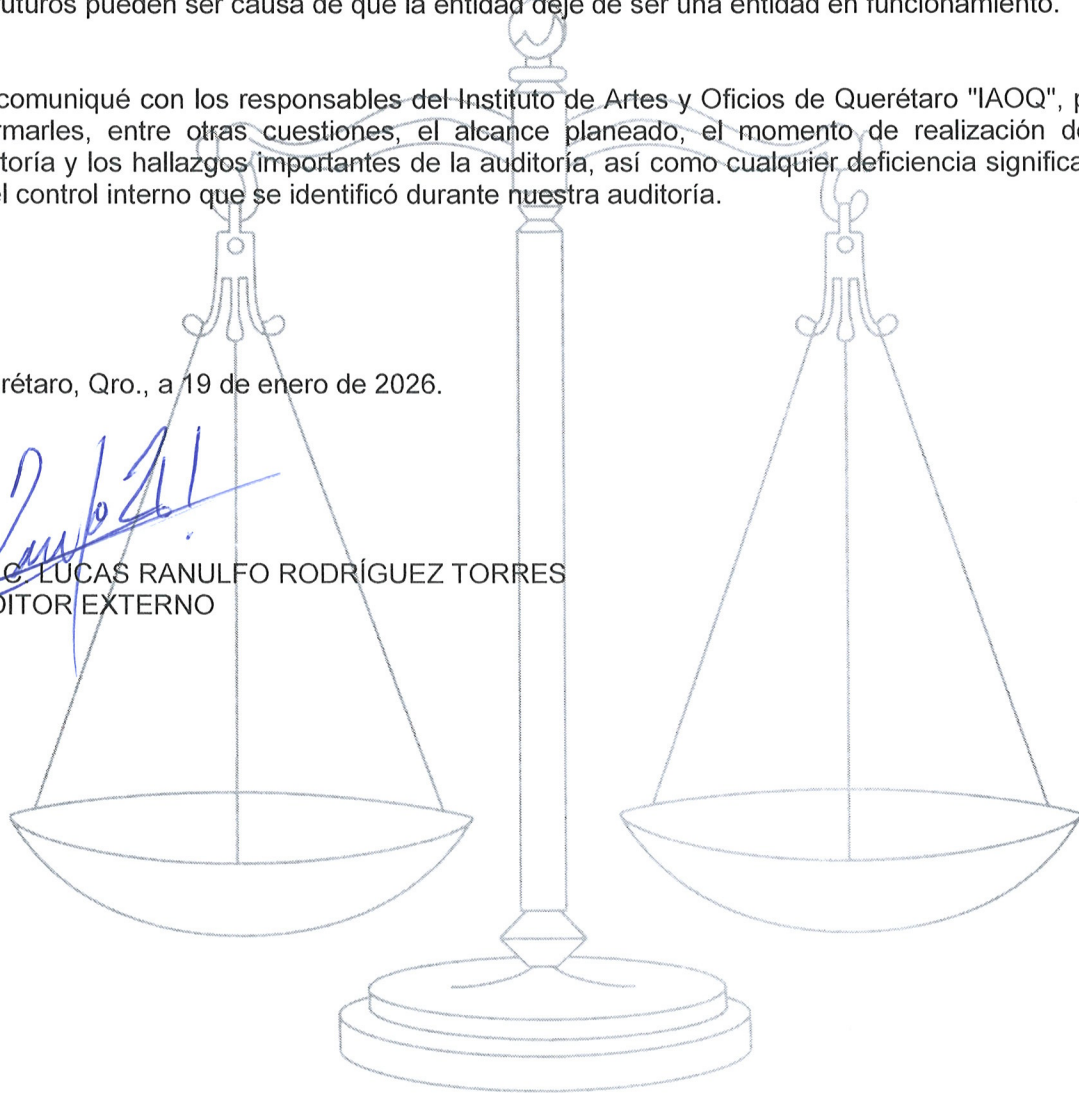 uturos pueden ser causa de que la entidad deje de ser una entidad en funcionamiento.
comuniqué con los responsables del Instituto de Artes y Oficios de Querétaro "IAOQ", p
rmarles, entre otras cuestiones, el alcance planeado, el momento de realización de
toría y los hallazgos importantes de la auditoría, así como cualquier deficiencia significa
el control interno que se identificó durante nuestra auditoría.
rétaro, Qro., a 19 de enero de 2026.
C. LUCAS RANULFO RODRÍGUEZ TORRES
DITOR EXTERNO